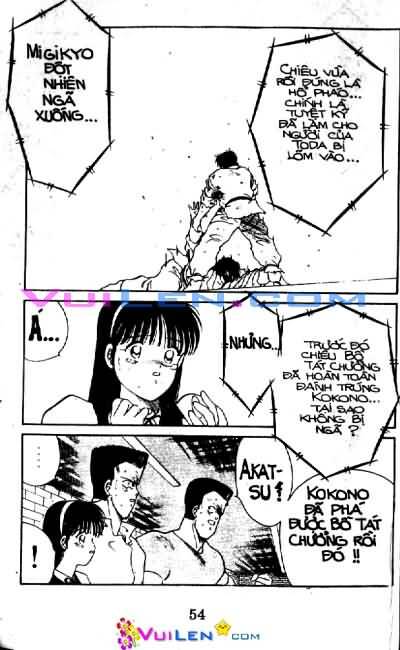 MIGIKYO
ĐỘT
NHIÊN
NGÃ
XUỐNG...
CHIÊU VỪA
RỒI ĐÚNG LÀ
HỔ PHÁO...
CHÍNH LÀ
TUYỆT KỸ
ĐÃ LÀM CHO
NGƯỜI CỦA
TODA BỊ
LÕM VÀO...
VUILEN.COM
Á...
NHƯNG...
TRƯỚC ĐÓ
CHIÊU BỒ
TÁT CHƯỞNG
ĐÃ HOÀN TOÀN
ĐÁNH TRÚNG
KOKONO...
TẠI SAO
KHÔNG BỊ
NGÃ ?
...
AKAT-
SU !
KOKONO
ĐÃ PHÁ
ĐƯỢC BỒ TÁT
CHƯỞNG RỒI
ĐÓ !!
!
54
VUILEN.COM